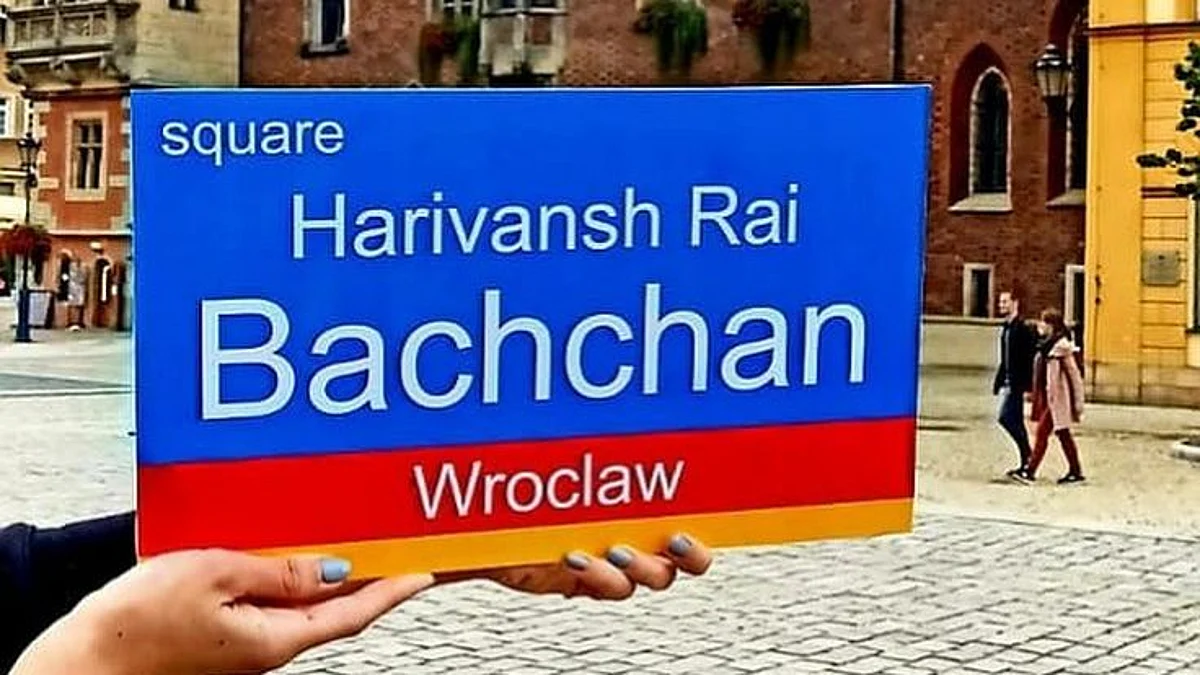 square
Harivansh Rai
Bachchan
Wroclaw